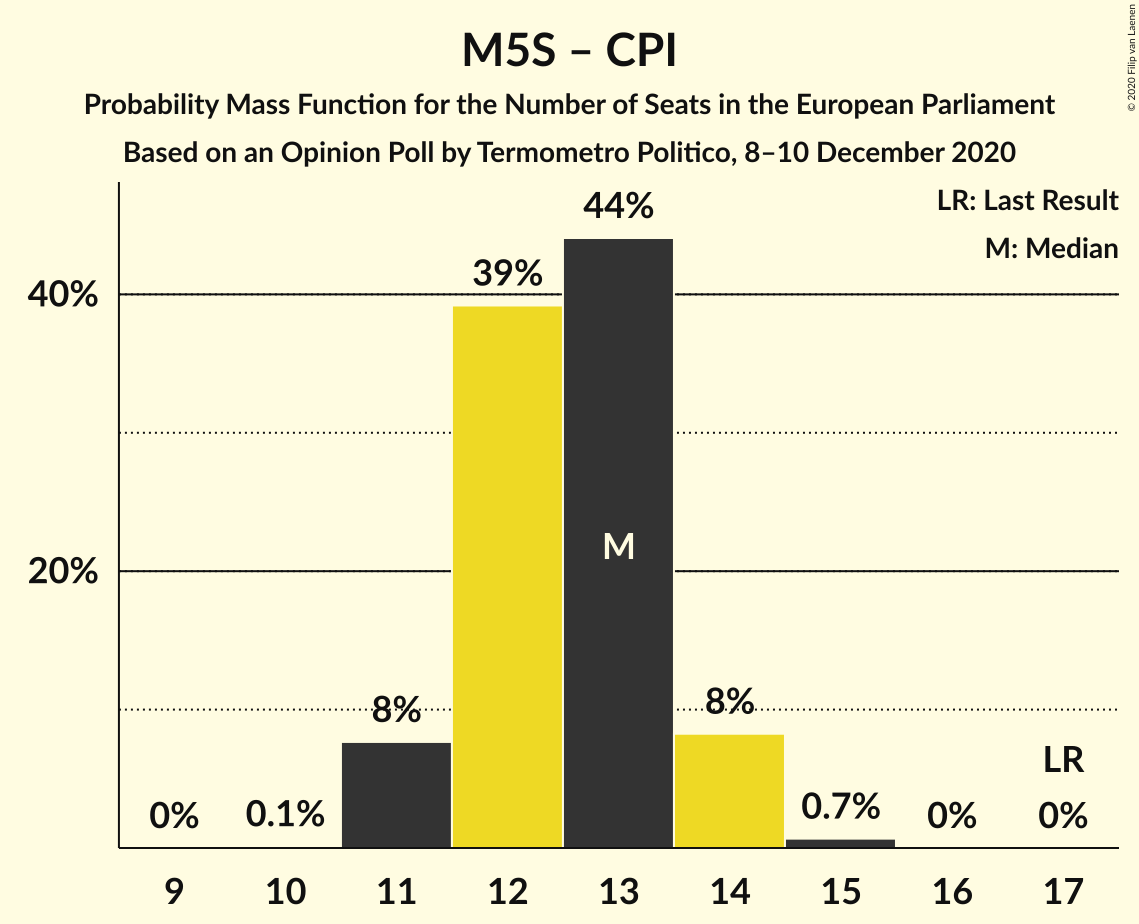 M5S – CPI
Probability Mass Function for the Number of Seats in the European Parliament
Based on an Opinion Poll by Termometro Politico, 8–10 December 2020
© 2020 Filip van Laenen
LR: Last Result
M: Median
40%
20%
0%
0.1%
8%
39%
44%
M
8%
0.7%
0%
LR
0%
9 10 11 12 13 14 15 16 17